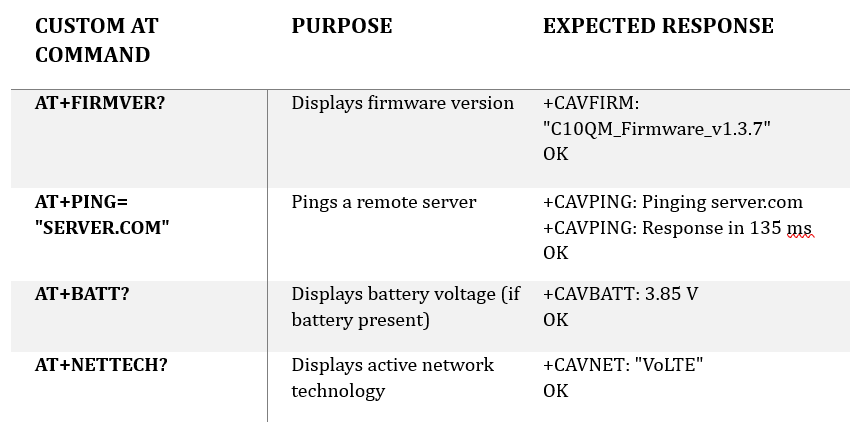 CUSTOM AT
COMMAND
PURPOSE
EXPECTED RESPONSE
AT+FIRMVER?
Displays firmware version
+CAVFIRM:
"C10QM_Firmware_v1.3.7"
OK
AT+PING=
"SERVER.COM"
Pings a remote server
+CAVPING: Pinging server.com
+CAVPING: Response in 135 ms
OK
AT+BATT?
Displays battery voltage (if
battery present)
+CAVBATT: 3.85 V
OK
AT+NETTECH?
Displays active network
technology
+CAVNET: "VoLTE"
OK